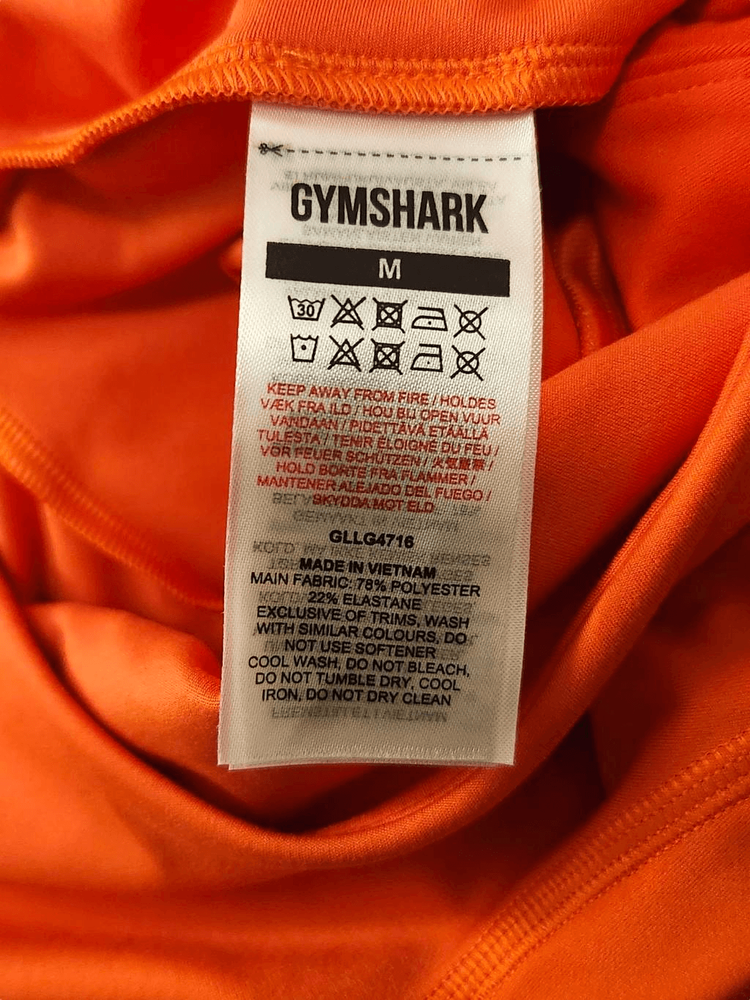 GYMSHARK
M
30
KEEP AWAY FROM FIRE / HOLDES
VÆK FRA ILD / HOU BIJ OPEN VUUR
VANDAAN / PIDETTÄVÄ ETÄÄLLÄ
TULESTA / TENIR ÉLOIGNÉ DU FEU /
VOR FEUER SCHÜTZEN / 火気厳禁 /
HOLD BORTE FRA FLAMMER /
MANTENER ALEJADO DEL FUEGO /
SKYDDA MOT ELD
GLLG4716
MADE IN VIETNAM
MAIN FABRIC: 78% POLYESTER
22% ELASTANE
EXCLUSIVE OF TRIMS, WASH
WITH SIMILAR COLOURS, DO
NOT USE SOFTENER
COOL WASH, DO NOT BLEACH,
DO NOT TUMBLE DRY, COOL
IRON, DO NOT DRY CLEAN
FREMSTILLET I VIETNAM